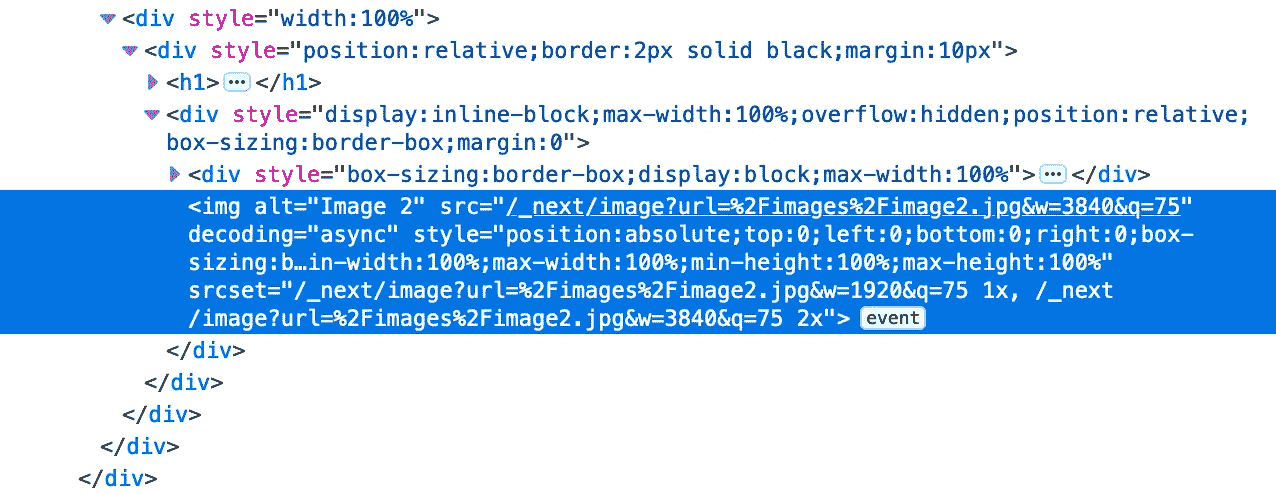 <div style="width:100%">
<div style="position:relative;border:2px solid black;margin:10px">
<h1> ••• </h1>
<div style="display:inline-block;max-width:100%;overflow:hidden;position:relative;
box-sizing:border-box;margin:0">
<div style="box-sizing:border-box;display:block;max-width:100%"> ••• </div>
<img alt="Image 2" src="/_next/image?url=%2Fimages%2Fimage2.jpg&w=3840&q=75"
decoding="async" style="position:absolute;top:0;left:0;bottom:0;right:0;box-
sizing:b…in-width:100%;max-width:100%;min-height:100%;max-height:100%"
srcset="/_next/image?url=%2Fimages%2Fimage2.jpg&w=1920&q=75 1x, /_next
/image?url=%2Fimages%2Fimage2.jpg&w=3840&q=75 2x"> event
</div>
</div>
</div>
</div>
</div>